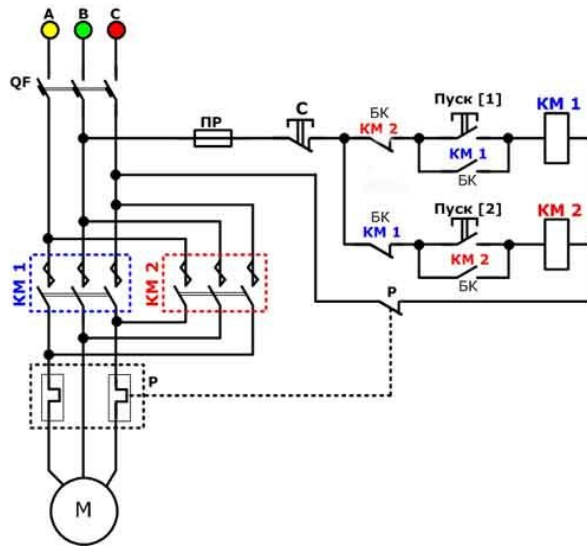 A B C
QF
ПР
С
БК
КМ 2
Пуск [1]
КМ 1
БК
КМ 1
БК
КМ 1
Пуск [2]
КМ 2
БК
КМ 2
КМ 1
КМ 2
Р
Р
М